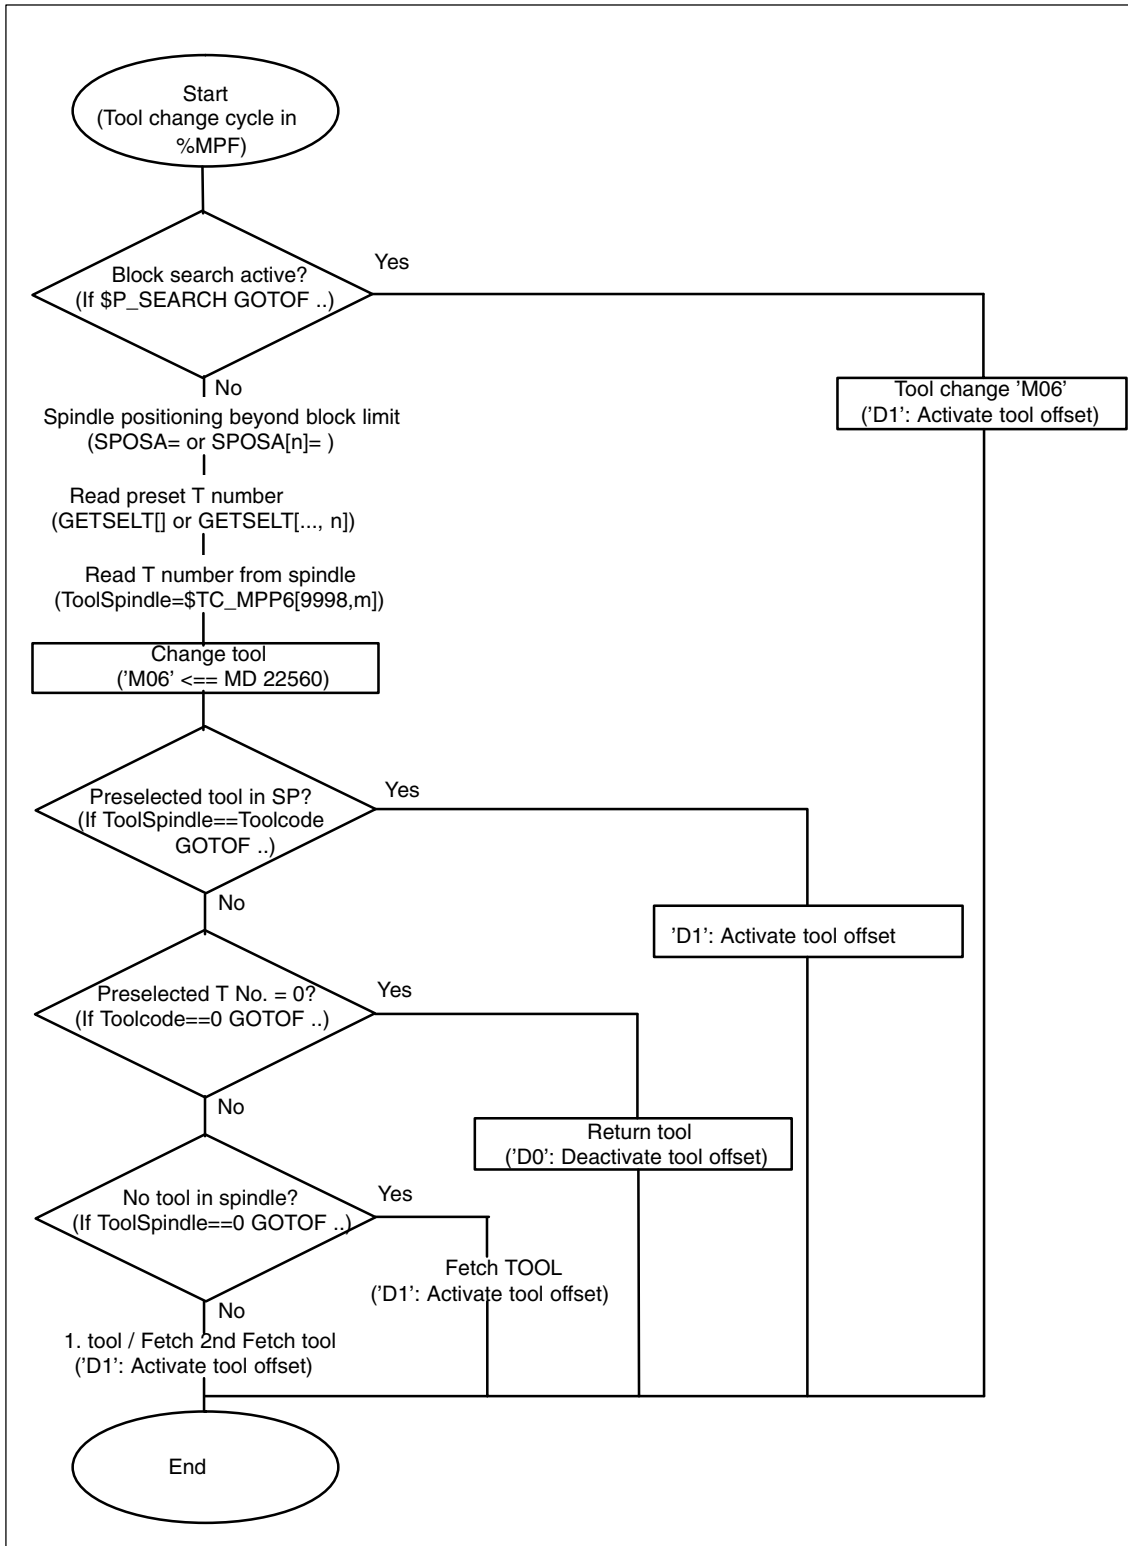 Start
(Tool change cycle in
%MPF)
Block search active?
(If $P_SEARCH GOTOF ..)
Yes
No
Tool change 'M06'
('D1': Activate tool offset)
Spindle positioning beyond block limit
(SPOSA= or SPOSA[n]= )
Read preset T number
(GETSELT[] or GETSELT[..., n])
Read T number from spindle
(ToolSpindle=$TC_MPP6[9998,m])
Change tool
('M06' <== MD 22560)
Preselected tool in SP?
(If ToolSpindle==Toolcode
GOTOF ..)
Yes
No
'D1': Activate tool offset
Preselected T No. = 0?
(If Toolcode==0 GOTOF ..)
Yes
No
Return tool
('D0': Deactivate tool offset)
No tool in spindle?
(If ToolSpindle==0 GOTOF ..)
Yes
Fetch TOOL
('D1': Activate tool offset)
No
1. tool / Fetch 2nd Fetch tool
('D1': Activate tool offset)
End